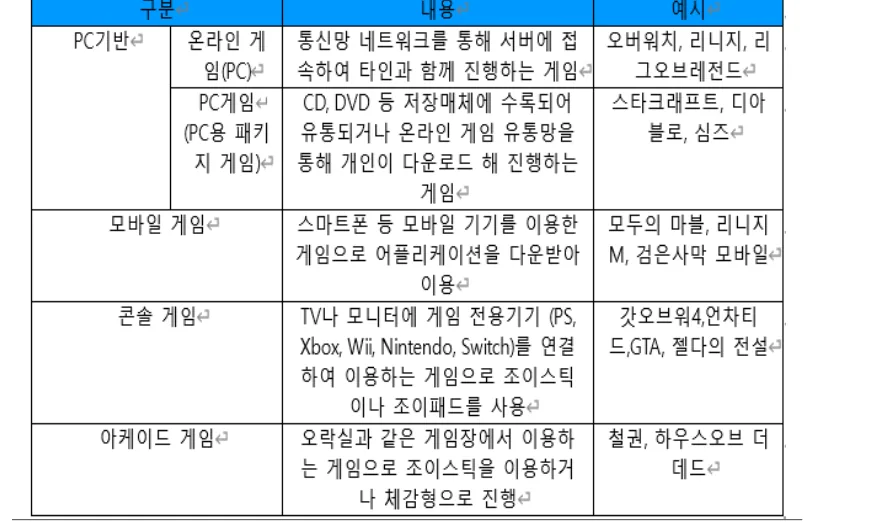 구분 내용 예시
PC기반 온라인 게 통신망 네트워크를 통해 서버에 접 오버워치, 리니지, 리
임(PC) 속하여 타인과 함께 진행하는 게임 그오브레전드
PC게임 CD, DVD 등 저장매체에 수록되어 스타크래프트, 디아
(PC용 패키 유통되거나 온라인 게임 유통망을 블로, 심즈
지 게임) 통해 개인이 다운로드 해 진행하는
게임
모바일 게임 스마트폰 등 모바일 기기를 이용한 모두의 마블, 리니지
게임으로 어플리케이션을 다운받아 M, 검은사막 모바일
이용
콘솔 게임 TV나 모니터에 게임 전용기기 (PS, 갓오브워4,언차티
Xbox, Wii, Nintendo, Switch)를 연결 드,GTA, 젤다의 전설
하여 이용하는 게임으로 조이스틱
이나 조이패드를 사용
아케이드 게임 오락실과 같은 게임장에서 이용하 철권, 하우스오브 더
는 게임으로 조이스틱을 이용하거 데드
나 체감형으로 진행